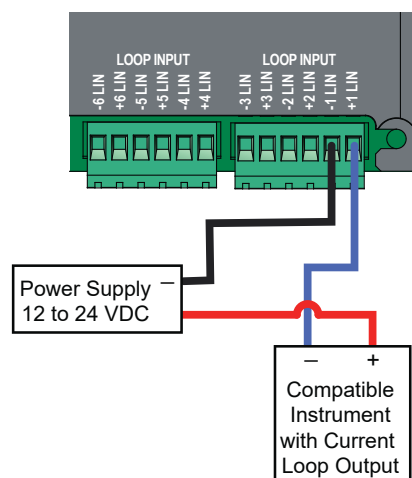 LOOP INPUT
LOOP INPUT
-6 LIN
+6 LIN
-5 LIN
+5 LIN
-4 LIN
+4 LIN
-3 LIN
+3 LIN
-2 LIN
+2 LIN
-1 LIN
+1 LIN
Power Supply –
12 to 24 VDC
– +
Compatible
Instrument
with Current
Loop Output